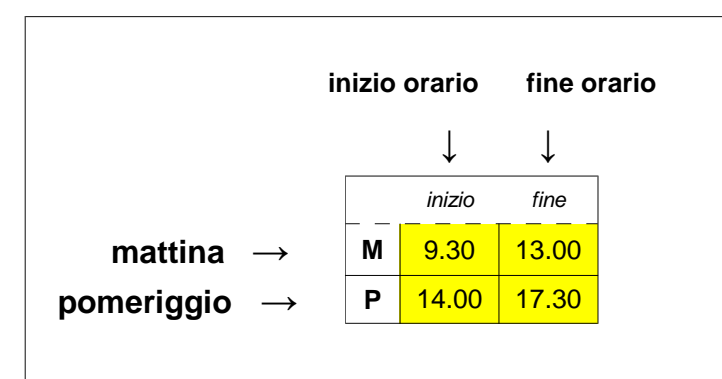 inizio orario fine orario
↓ ↓
inizio fine
mattina → M 9.30 13.00
pomeriggio → P 14.00 17.30